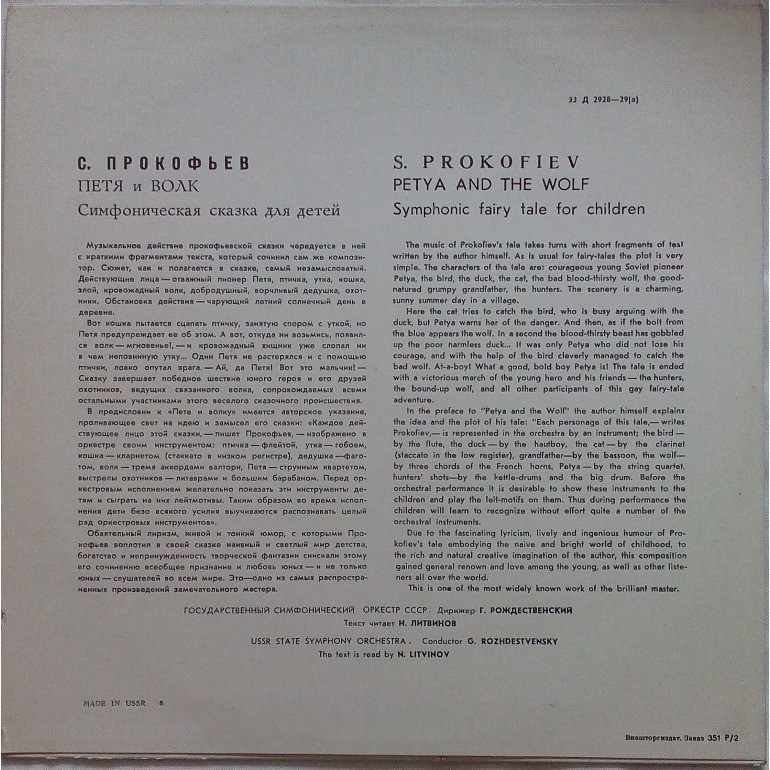 33 Д 2928—29(а)
С. ПРОКОФЬЕВ
ПЕТЯ и ВОЛК
Симфоническая сказка для детей
Музыкальное действие прокофьевской сказки чередуется в ней
с краткими фрагментами текста, который сочинил сам же компози-
тор. Сюжет, как и полагается в сказке, самый незамысловатый.
Действующие лица — отважный пионер Петя, птичка, утка, кошка,
злой, кровожадный волк, добродушный, ворчливый дедушка, охот-
ники. Обстановка действия — чарующий летний солнечный день в
деревне.
Вот кошка пытается сцапать птичку, занятую спором с уткой, но
Петя предупреждает ее об этом. А вот, откуда ни возьмись, появил-
ся волк — мгновенье!, — и кровожадный хищник уже слопал ни
в чем неповинную утку... Один Петя не растерялся и с помощью
птички, ловко опутал врага. — Ай, да Петя! Вот это мальчик! —
Сказку завершает победное шествие юного героя и его друзей
охотников, ведущих связанного волка, сопровождаемых всеми
остальными участниками этого веселого сказочного происшествия.
В предисловии к «Пете и волку» имеется авторское указание,
проливающее свет на идею и замысел его сказки: «Каждое дей-
ствующее лицо этой сказки, — пишет Прокофьев, — изображено в
оркестре своим инструментом: птичка — флейтой, утка — гобоем,
кошка — кларнетом (стаккато в низком регистре), дедушка — фаго-
том, волк — тремя аккордами валторн, Петя — струнным квартетом,
выстрелы охотников — литаврами и большим барабаном. Перед ор-
кестровым исполнением желательно показать эти инструменты де-
тям и сыграть на них лейтмотивы. Таким образом во время испол-
нения дети безо всякого усилия выучиваются распознавать целый
ряд оркестровых инструментов».
Обаятельный лиризм, живой и тонкий юмор, с которыми Про-
кофьев воплотил в своей сказке наивный и светлый мир детства,
богатство и непринужденность творческой фантазии снискали этому
его сочинению всеобщее признание и любовь юных — и не только
юных — слушателей во всем мире. Это — одно из самых распростра-
ненных произведений замечательного мастера.
S. PROKOFIEV
PETYA AND THE WOLF
Symphonic fairy tale for children
The music of Prokofiev's tale takes turns with short fragments of test
written by the author himself. As is usual for fairy-tales the plot is very
simple. The characters of the tale are: courageous young Soviet pioneer
Petya, the bird, the duck, the cat, the bad blood-thirsty wolf, the good-
natured grumpy grandfather, the hunters. The scenery is a charming,
sunny summer day in a village.
Here the cat tries to catch the bird, who is busy arguing with the
duck, but Petya warns her of the danger. And then, as if the bolt from
the blue appears the wolf. In a second the blood-thirsty beast has gobbled
up the poor harmless duck... It was only Petya who did not lose his
courage, and with the help of the bird cleverly managed to catch the
bad wolf. At-a-boy! What a good, bold boy Petya is! The tale is ended
with a victorious march of the young hero and his friends — the hunters,
the bound-up wolf, and all other participants of this gay fairy-tale
adventure.
In the preface to "Petya and the Wolf" the author himself explains
the idea and the plot of his tale: "Each personage of this tale, — writes
Prokofiev, — is represented in the orchestra by an instrument; the bird —
by the flute, the duck — by the hautboy, the cat — by the clarinet
(staccato in the low register), grandfather—by the bassoon, the wolf—
by three chords of the French horns, Petya — by the string quartet,
hunters' shots—by the kettle-drums and the big drum. Before the
orchestral performance it is desirable to show these instruments to the
children and play the leit-motifs on them. Thus during performance the
children will learn to recognize without effort quite a number of the
orchestral instruments.
Due to the fascinating lyricism, lively and ingenious humour of Pro-
kofiev's tale embodying the naive and bright world of childhood, to
the rich and natural creative imagination of the author, this composition
gained general renown and love among the young, as well as other liste-
ners all over the world.
This is one of the most widely known work of the brilliant master.
ГОСУДАРСТВЕННЫЙ СИМФОНИЧЕСКИЙ ОРКЕСТР СССР. Дирижер Г. РОЖДЕСТВЕНСКИЙ
Текст читает Н. ЛИТВИНОВ
USSR STATE SYMPHONY ORCHESTRA. Conductor G. ROZHDESTVENSKY
The text is read by N. LITVINOV
MADE IN USSR 8
Внешторгиздат. Заказ 351 Р/2